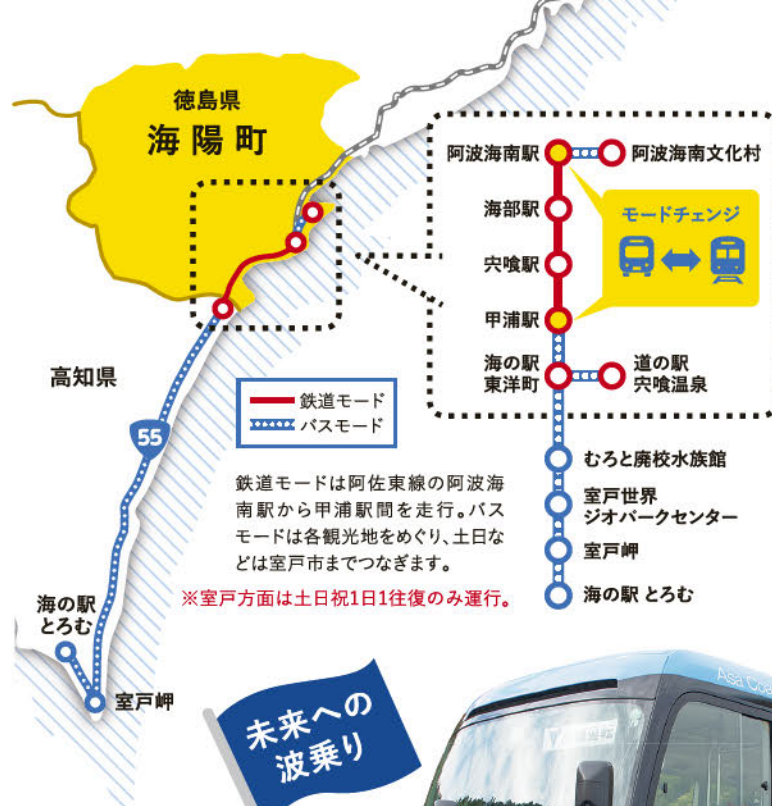 徳島県
海陽町
阿波海南駅
阿波海南文化村
海部駅
宍喰駅
甲浦駅
モードチェンジ
海の駅
東洋町
道の駅
宍喰温泉
高知県
55
鉄道モード
バスモード
むろと廃校水族館
室戸世界
ジオパークセンター
室戸岬
海の駅 とろむ
鉄道モードは阿佐東線の阿波海
南駅から甲浦駅間を走行。バス
モードは各観光地をめぐり、土日な
どは室戸市までつなぎます。
※室戸方面は土日祝1日1往復のみ運行。
海の駅
とろむ
室戸岬
未来への
波乗り
Asa Coa